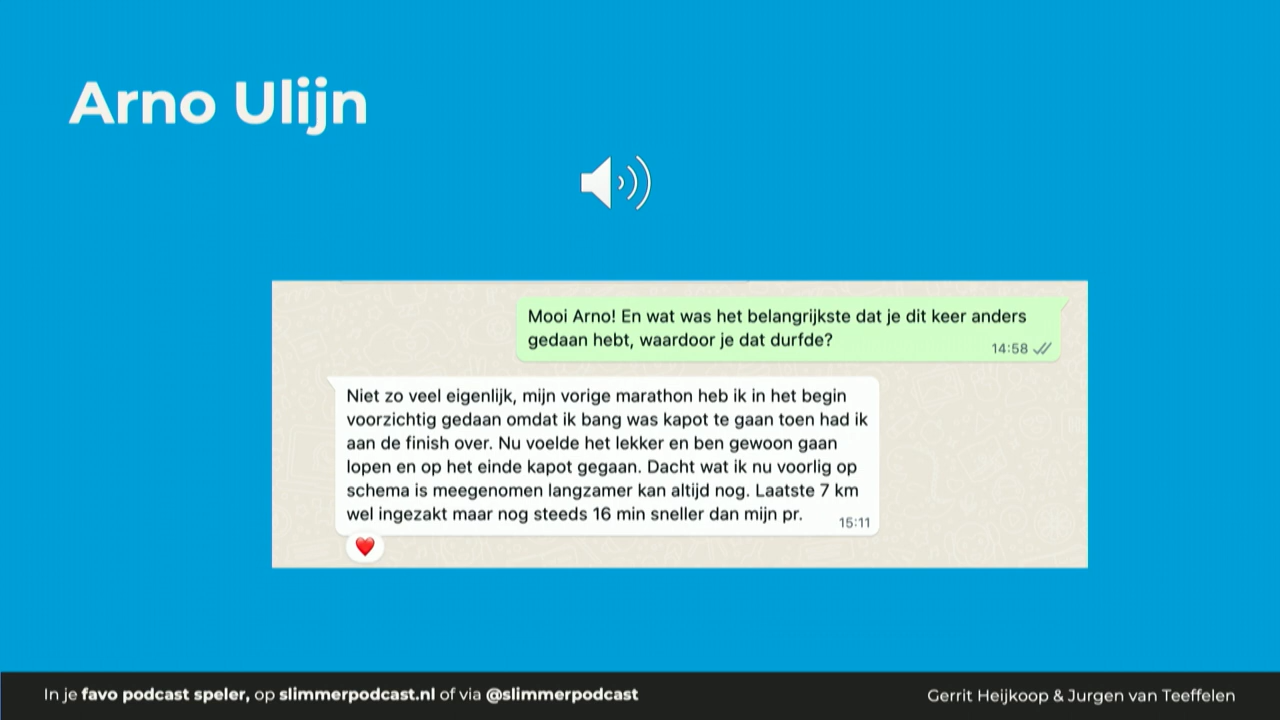 Arno Ulijn
Mooi Arno! En wat was het belangrijkste dat je dit keer anders
gedaan hebt, waardoor je dat durfde?
14:58
Niet zo veel eigenlijk, mijn vorige marathon heb ik in het begin
voorzichtig gedaan omdat ik bang was kapot te gaan toen had ik
aan de finish over. Nu voelde het lekker en ben gewoon gaan
lopen en op het einde kapot gegaan. Dacht wat ik nu voorlig op
schema is meegenomen langzamer kan altijd nog. Laatste 7 km
wel ingezakt maar nog steeds 16 min sneller dan mijn pr.
15:11
In je favo podcast speler, op slimmerpodcast.nl of via @slimmerpodcast
Gerrit Heijkoop & Jurgen van Teeffelen